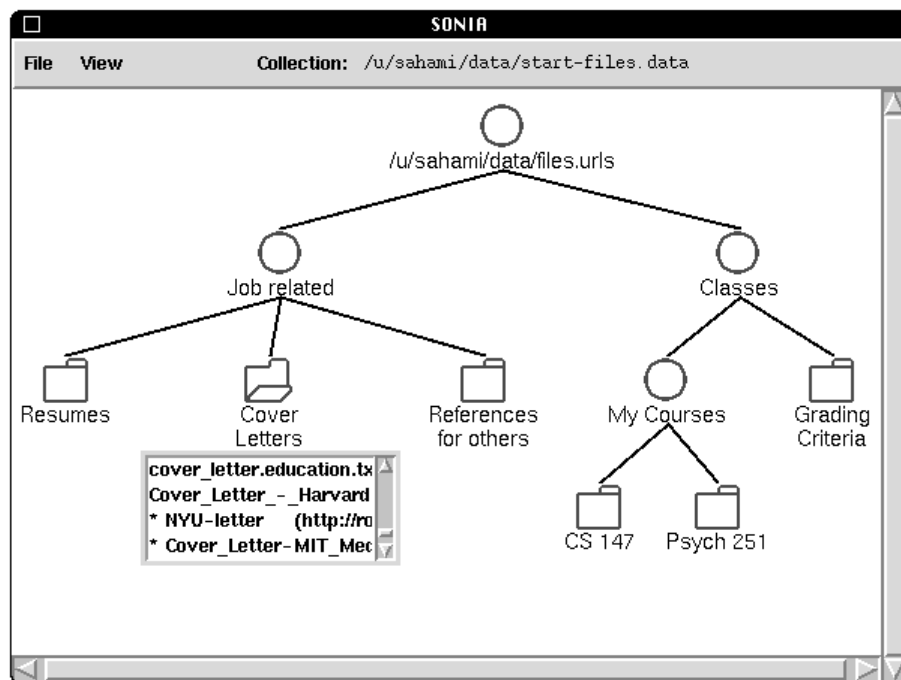 SONIA
File View Collection: /u/sahami/data/start-files.data
/u/sahami/data/files.urls
Job related
Classes
Resumes
Cover
Letters
References
for others
My Courses
Grading
Criteria
cover_letter.education.tx
Cover_Letter_-_Harvard
* NYU-letter (http://ro
* Cover_Letter-MIT_Med
CS 147
Psych 251